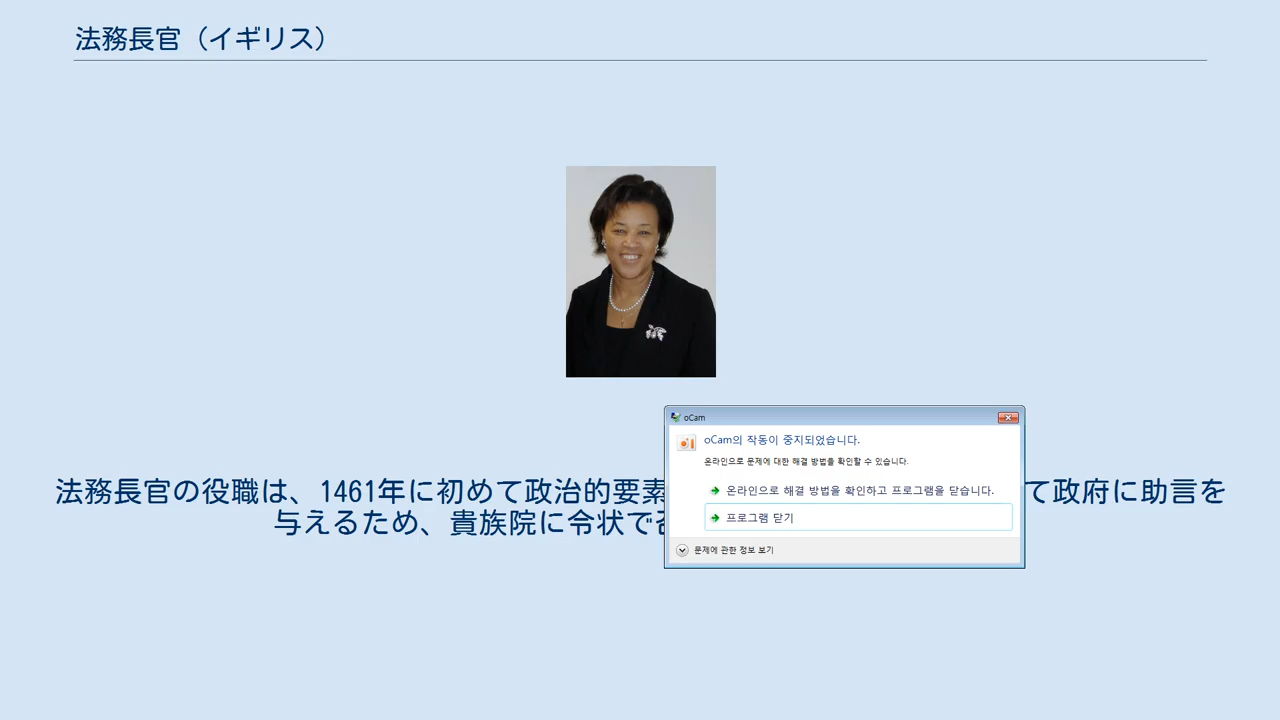 法務長官（イギリス）
oCam
oCam의 작동이 중지되었습니다.
온라인으로 문제에 대한 해결 방법을 확인할 수 있습니다.
온라인으로 해결 방법을 확인하고 프로그램을 닫습니다.
프로그램 닫기
문제에 관한 정보 보기
法務長官の役職は、1461年に初めて政治的要素 て政府に助言を
与えるため、貴族院に令状で